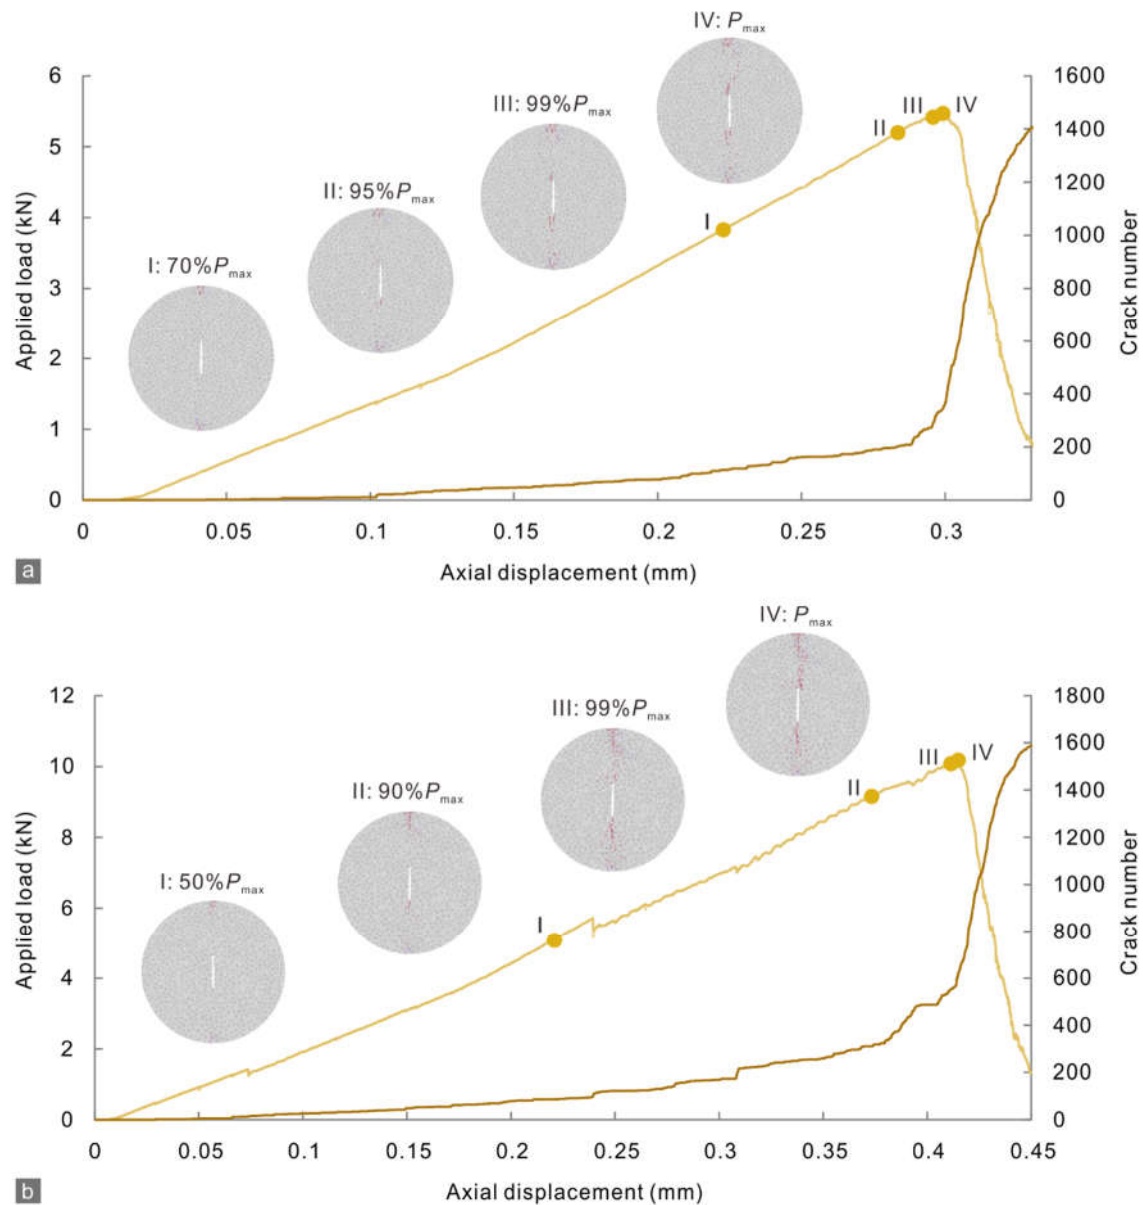 IV: Pmax
III: 99%Pmax
II: 95%Pmax
I: 70%Pmax
I
II
III
IV
6
5
4
3
2
1
0
Applied load (kN)
1600
1400
1200
1000
800
600
400
200
0
Crack number
0 0.05 0.1 0.15 0.2 0.25 0.3
Axial displacement (mm)
a
IV: Pmax
III: 99%Pmax
II: 90%Pmax
I: 50%Pmax
I
II
III
IV
12
10
8
6
4
2
0
Applied load (kN)
1800
1600
1400
1200
1000
800
600
400
200
0
Crack number
0 0.05 0.1 0.15 0.2 0.25 0.3 0.35 0.4 0.45
Axial displacement (mm)
b